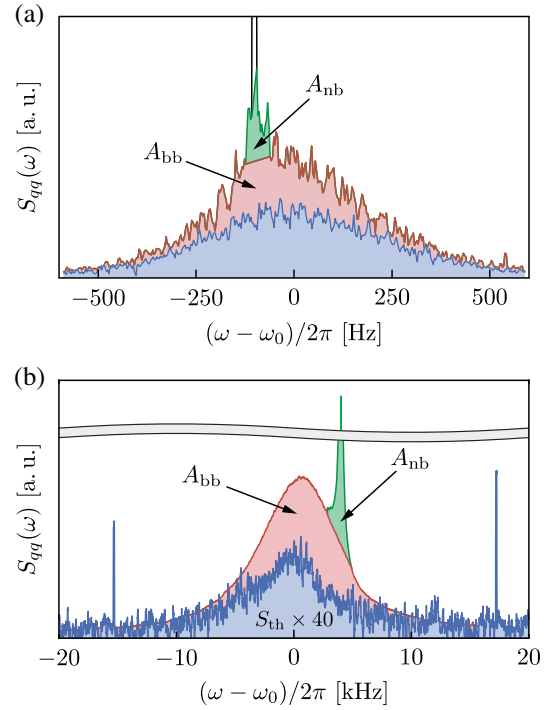 (a)
A_nb
A_bb
S_qq(ω) [a. u.]
−500 −250 0 250 500
(ω − ω_0)/2π [Hz]
(b)
A_bb
A_nb
S_qq(ω) [a. u.]
S_th × 40
−20 −10 0 10 20
(ω − ω_0)/2π [kHz]